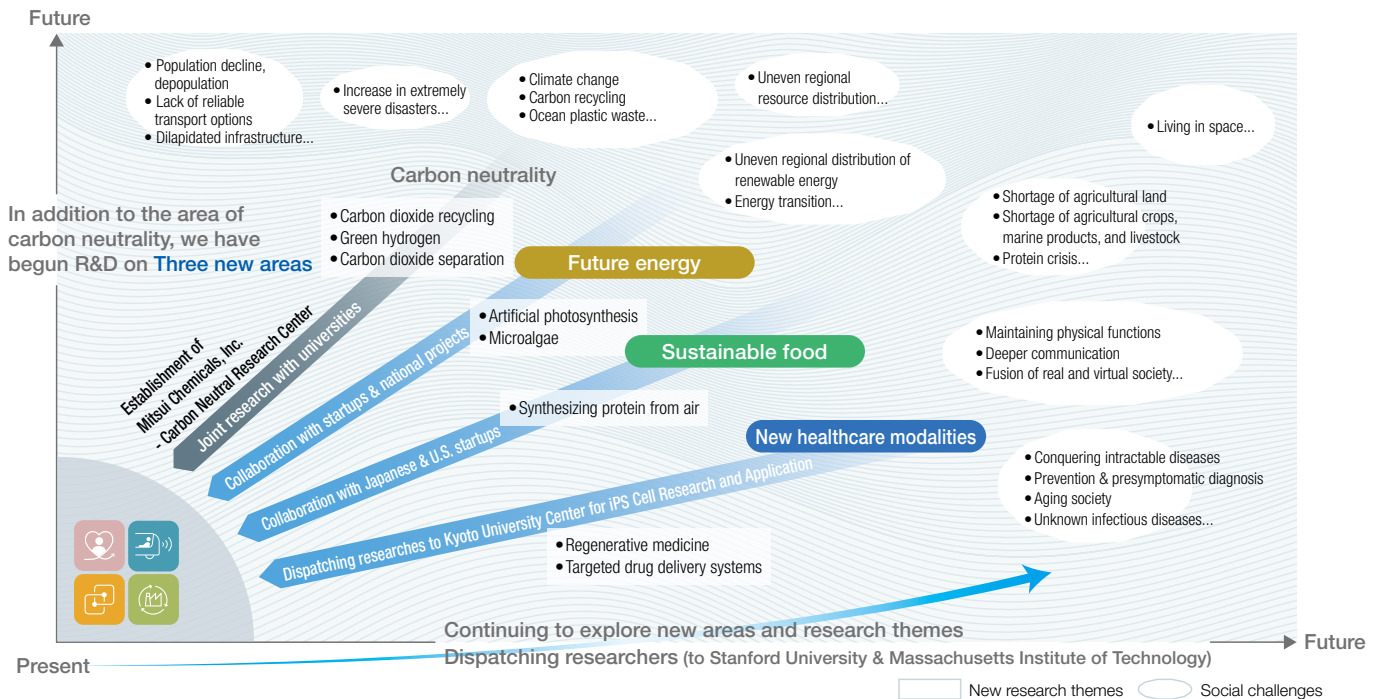 Future
• Population decline,
depopulation
• Lack of reliable
transport options
• Dilapidated infrastructure...
• Increase in extremely
severe disasters...
• Climate change
• Carbon recycling
• Ocean plastic waste...
• Uneven regional
resource distribution...
• Living in space...
• Uneven regional distribution of
renewable energy
• Energy transition...
• Shortage of agricultural land
• Shortage of agricultural crops,
marine products, and livestock
• Protein crisis...
• Maintaining physical functions
• Deeper communication
• Fusion of real and virtual society...
• Conquering intractable diseases
• Prevention & presymptomatic diagnosis
• Aging society
• Unknown infectious diseases...
In addition to the area of
carbon neutrality, we have
begun R&D on Three new areas
Carbon neutrality
• Carbon dioxide recycling
• Green hydrogen
• Carbon dioxide separation
Establishment of
Mitsui Chemicals, Inc.
- Carbon Neutral Research Center
Joint research with universities
Future energy
• Artificial photosynthesis
• Microalgae
Collaboration with startups & national projects
Sustainable food
• Synthesizing protein from air
Collaboration with Japanese & U.S. startups
New healthcare modalities
Dispatching researches to Kyoto University Center for iPS Cell Research and Application
• Regenerative medicine
• Targeted drug delivery systems
Continuing to explore new areas and research themes
Dispatching researchers (to Stanford University & Massachusetts Institute of Technology)
Present
Future
New research themes
Social challenges